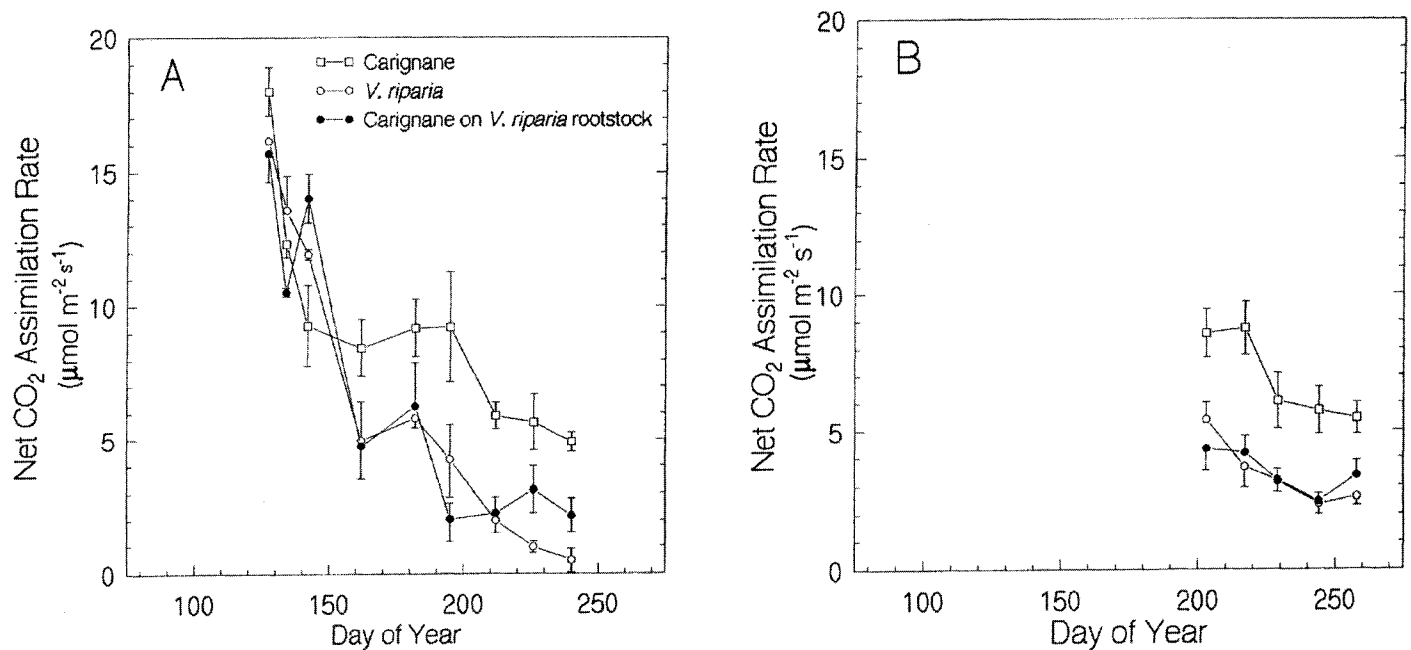 A
Carignane
V. riparia
Carignane on V. riparia rootstock
Net CO2 Assimilation Rate
(µmol m-2 s-1)
20
15
10
5
0
100
150
200
250
Day of Year
B
Net CO2 Assimilation Rate
(µmol m-2 s-1)
20
15
10
5
0
100
150
200
250
Day of Year